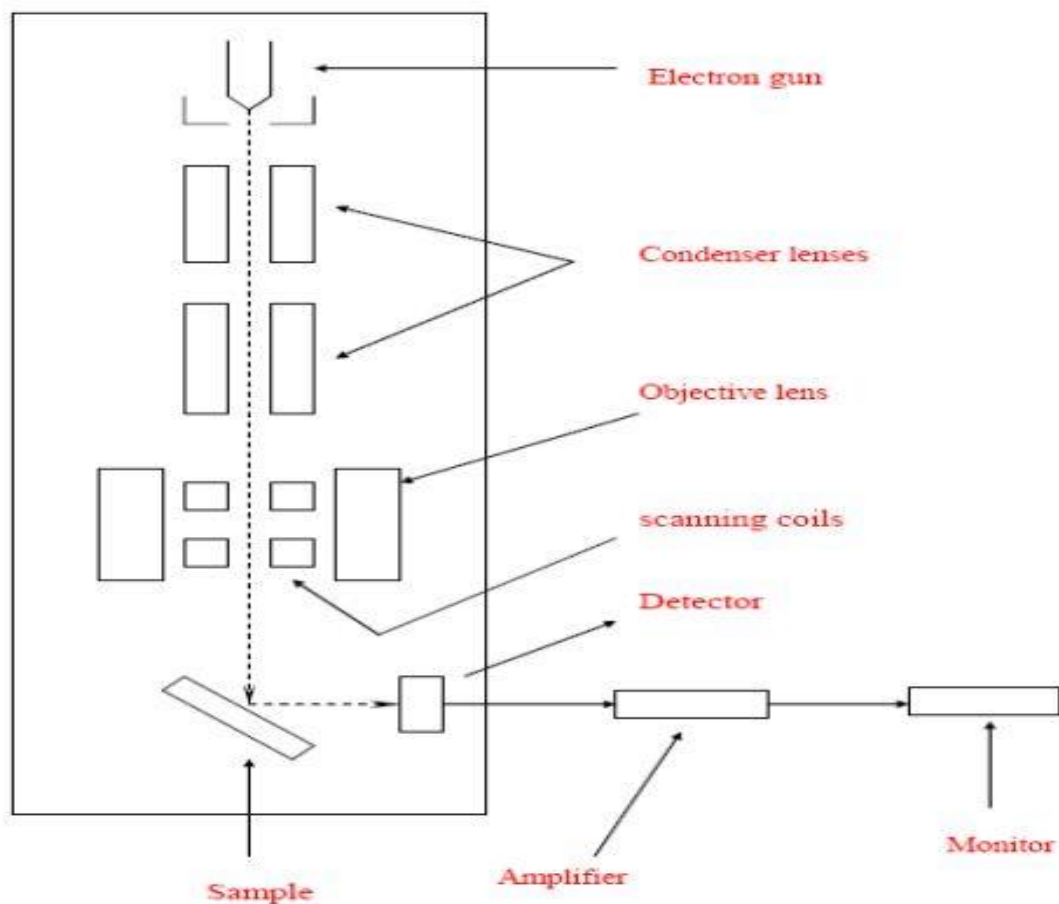 Electron gun
Condenser lenses
Objective lens
scanning coils
Detector
Monitor
Amplifier
Sample